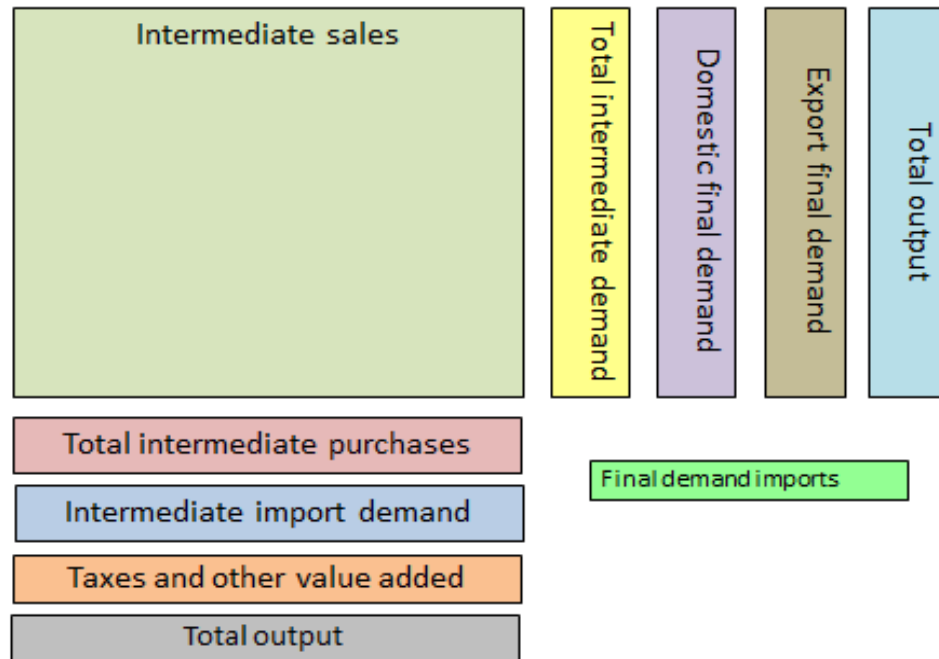 Intermediate sales
Total intermediate demand
Domestic final demand
Export final demand
Total output
Total intermediate purchases
Final demand imports
Intermediate import demand
Taxes and other value added
Total output